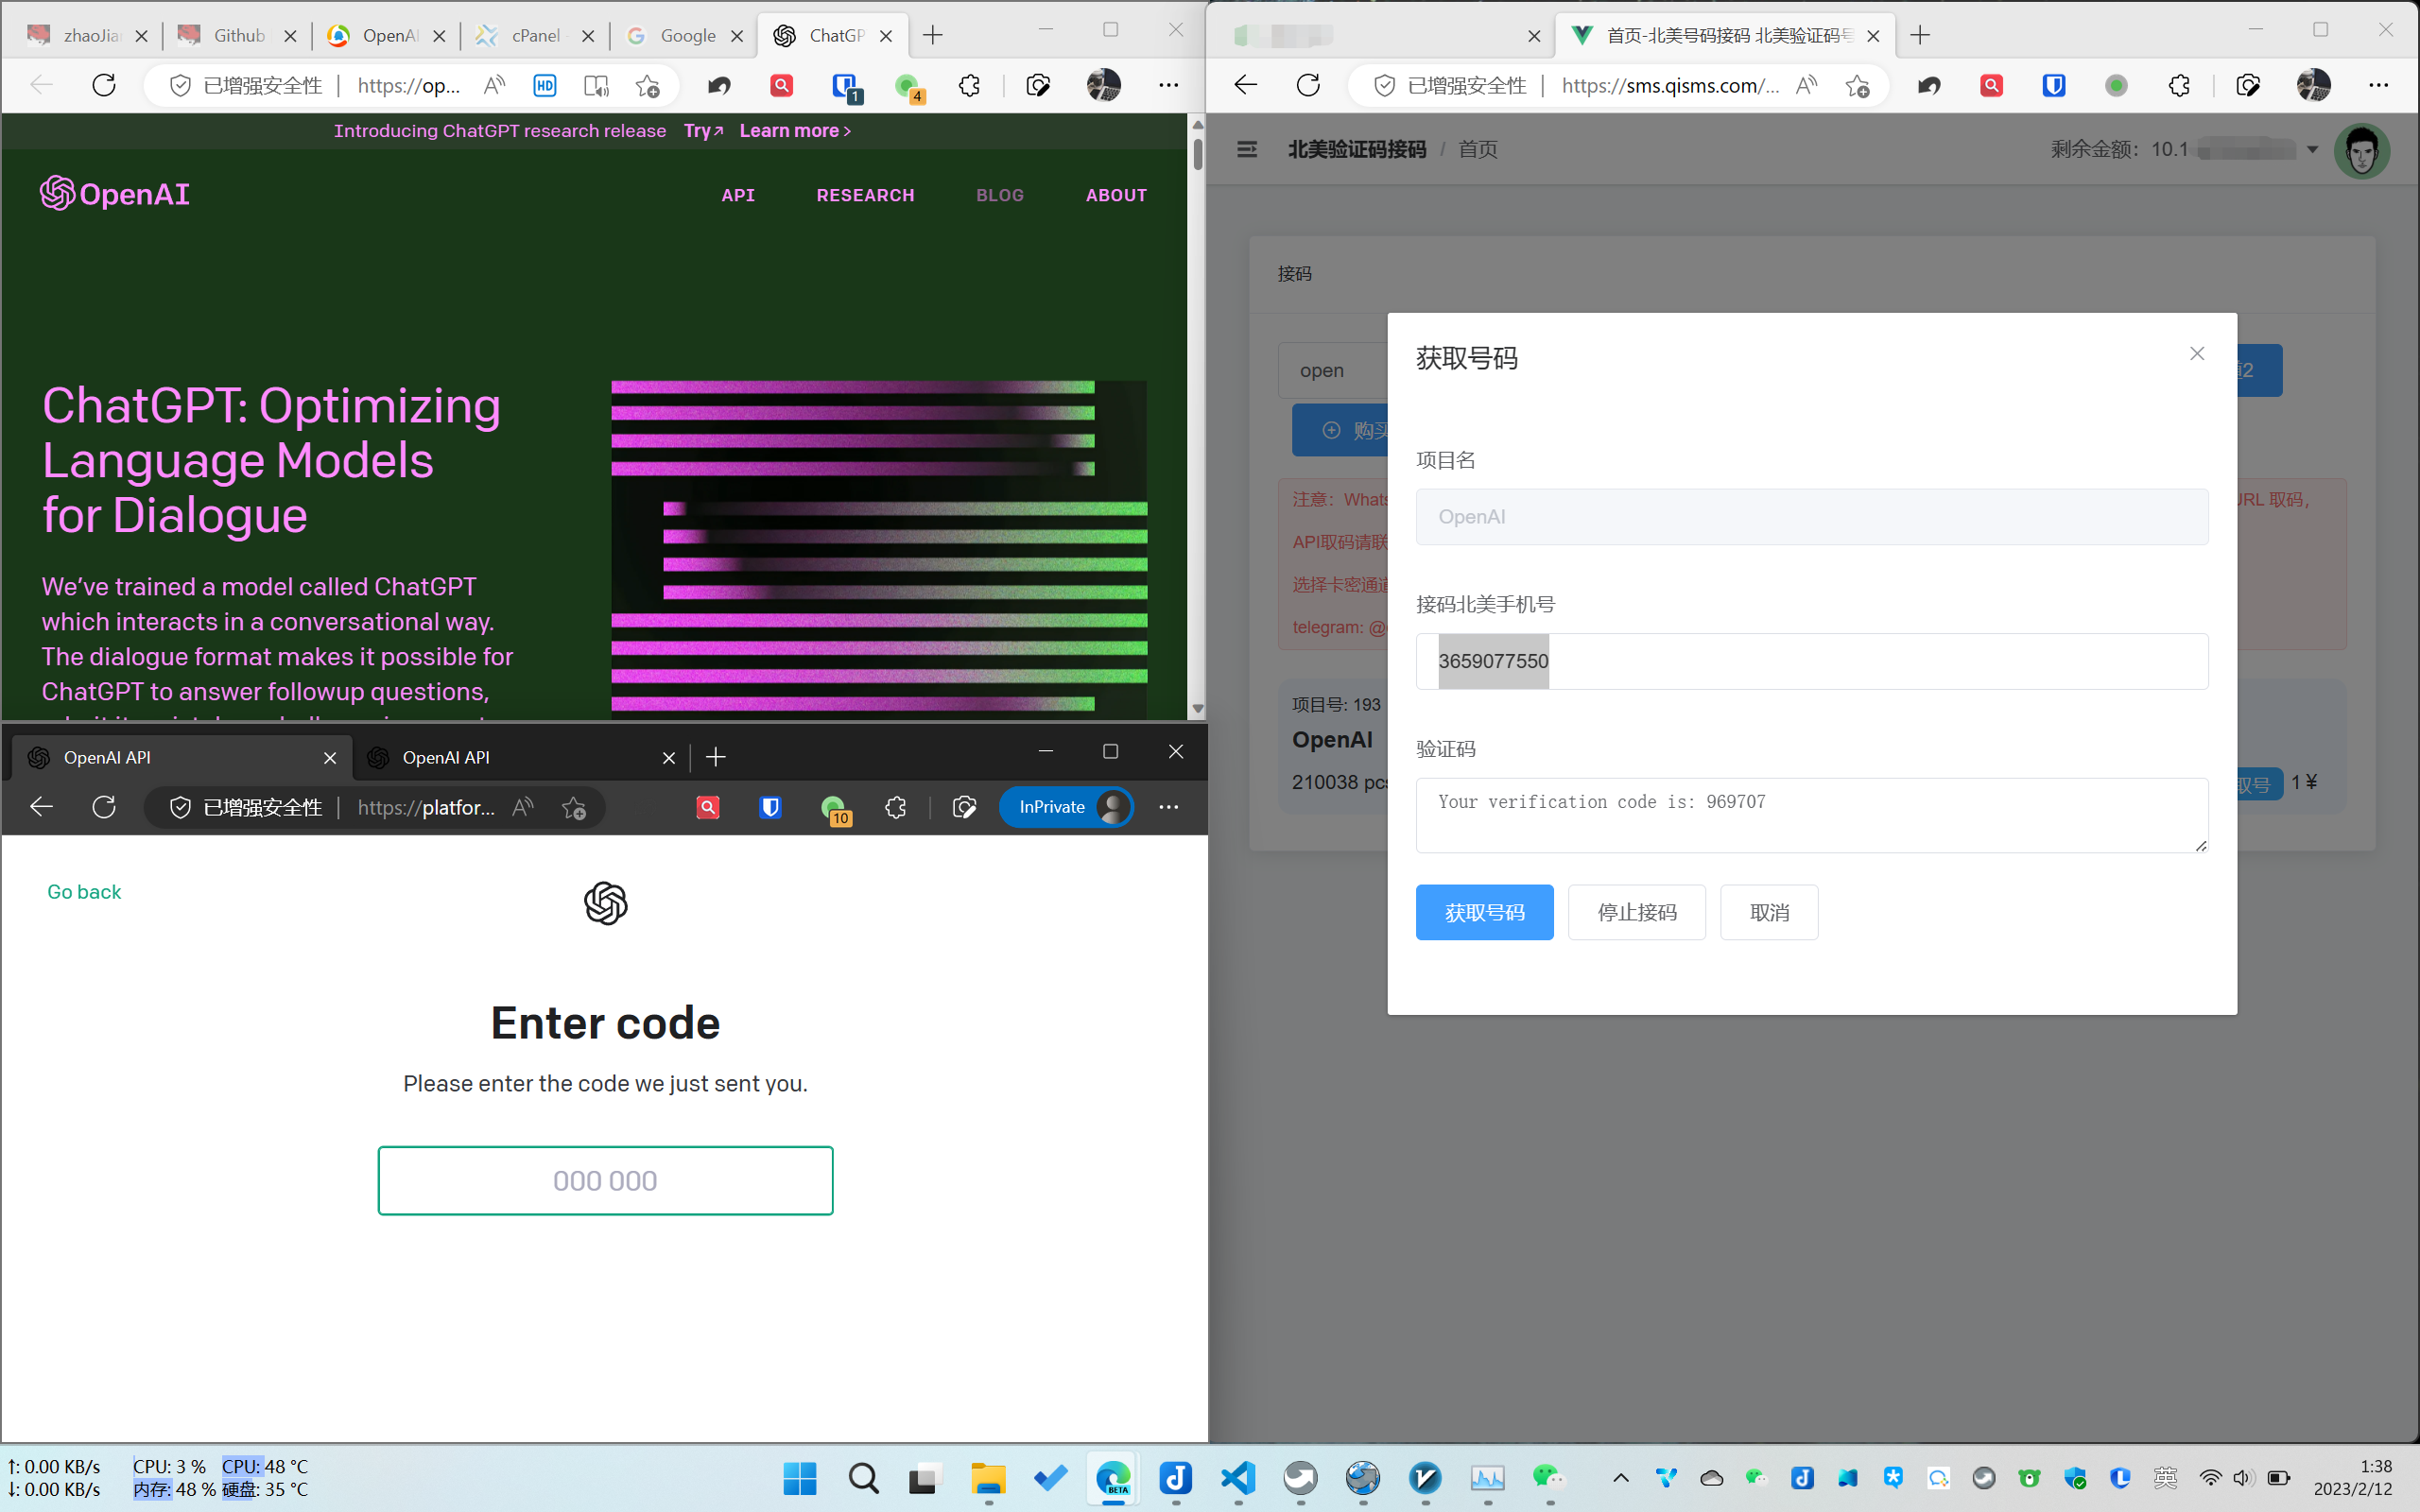 zhaoJia
Github
OpenAI
cPanel
Google
ChatGP
已增强安全性
https://op...
HD
1
4
Introducing ChatGPT research release Try↗ Learn more >
OpenAI
API
RESEARCH
BLOG
ABOUT
ChatGPT: Optimizing
Language Models
for Dialogue
We’ve trained a model called ChatGPT
which interacts in a conversational way.
The dialogue format makes it possible for
ChatGPT to answer followup questions,
OpenAI API
OpenAI API
已增强安全性
https://platfor...
10
InPrivate
Go back
Enter code
Please enter the code we just sent you.
000 000
首页-北美号码接码 北美验证码号
已增强安全性
https://sms.qisms.com/...
北美验证码接码 / 首页
剩余金额：10.1
接码
open
2
购买
注意：Whats
URL 取码，
API取码请联
选择卡密通道
telegram: @
项目号: 193
OpenAI
210038 pcs
取号
1 ¥
获取号码
项目名
OpenAI
接码北美手机号
3659077550
验证码
Your verification code is: 969707
获取号码
停止接码
取消
↑: 0.00 KB/s CPU: 3 % CPU: 48 °C
↓: 0.00 KB/s 内存: 48 % 硬盘: 35 °C
BETA
英
1:38
2023/2/12